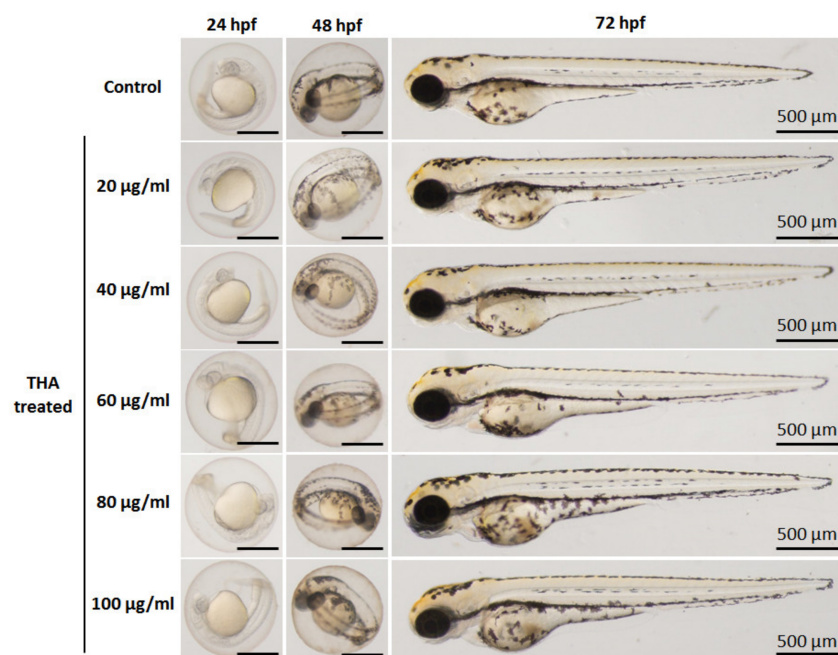 24 hpf 48 hpf 72 hpf
Control
500 µm
20 µg/ml
500 µm
40 µg/ml
500 µm
THA
treated
60 µg/ml
500 µm
80 µg/ml
500 µm
100 µg/ml
500 µm